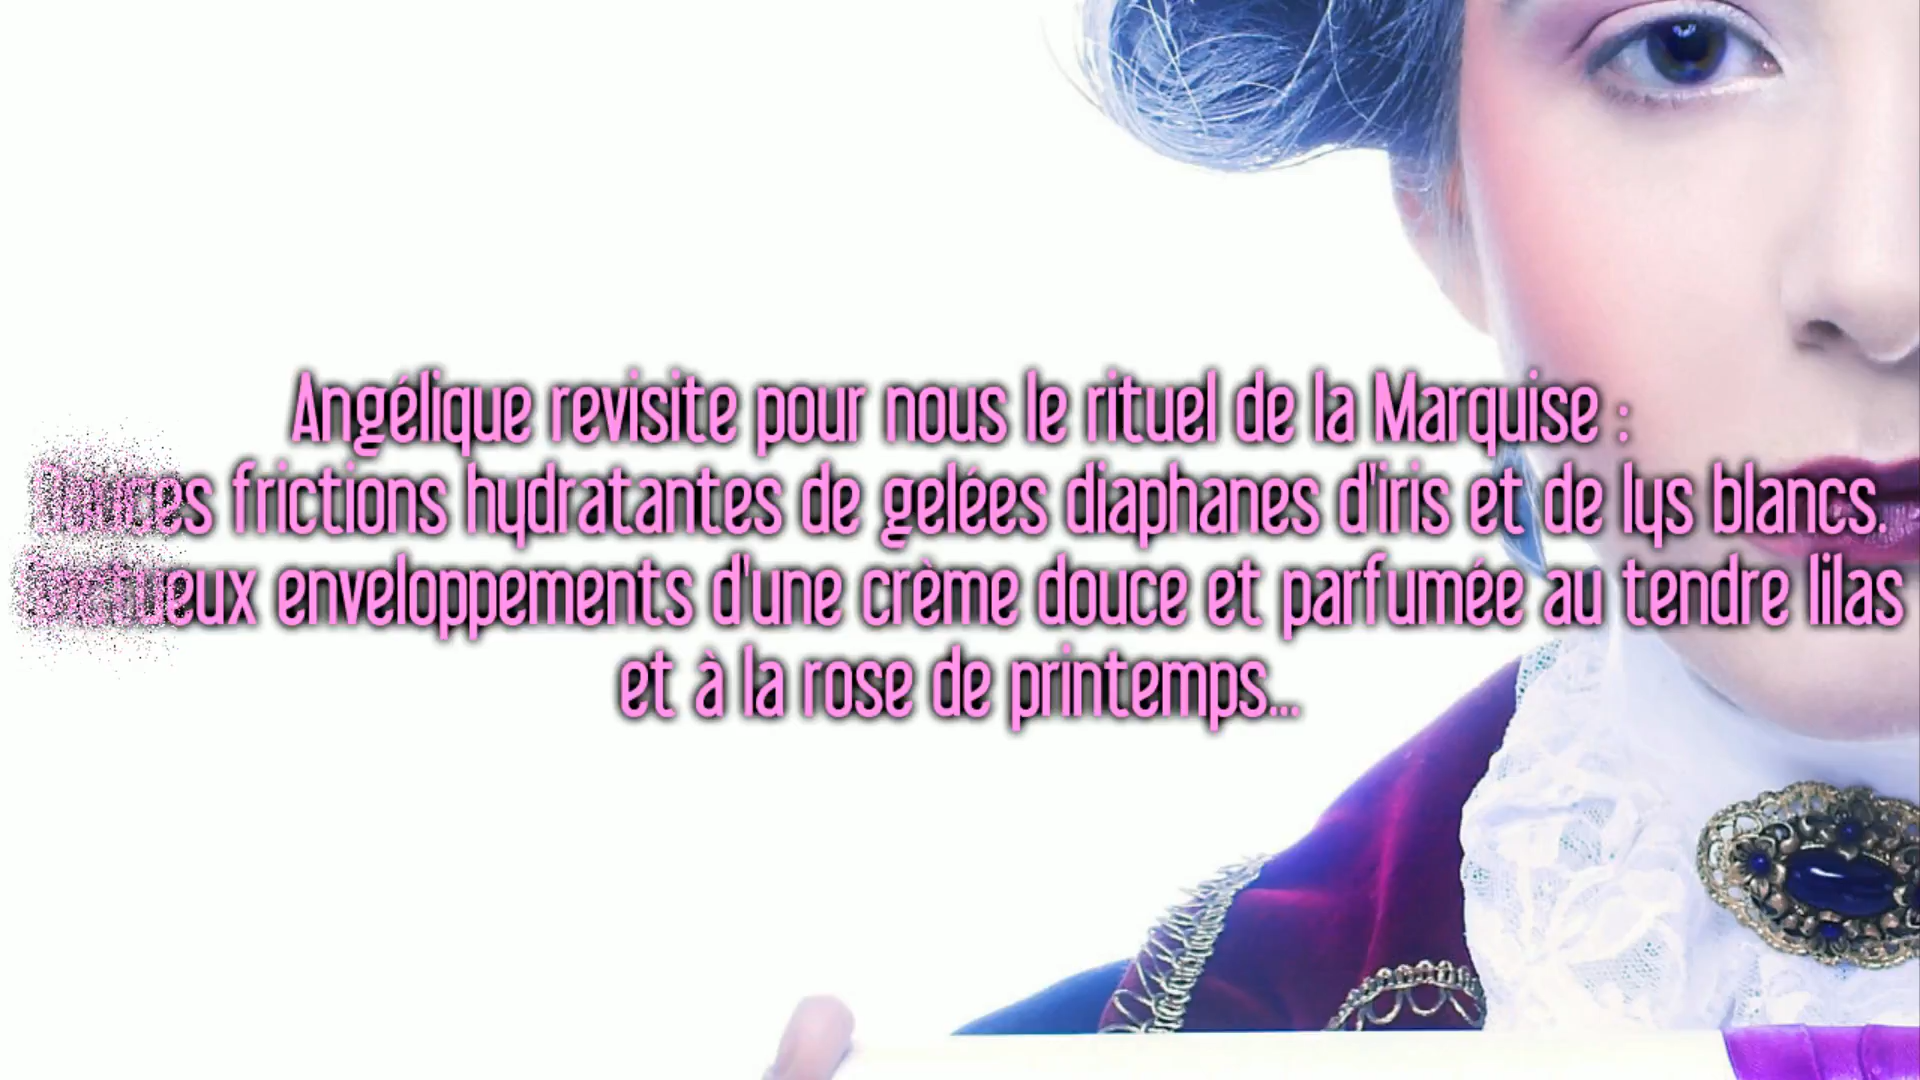 Angélique revisite pour nous le rituel de la Marquise :
Douces frictions hydratantes de gelées diaphanes d'iris et de lys blancs.
enveloppements d'une crème douce et parfumée au tendre lilas
et à la rose de printemps...